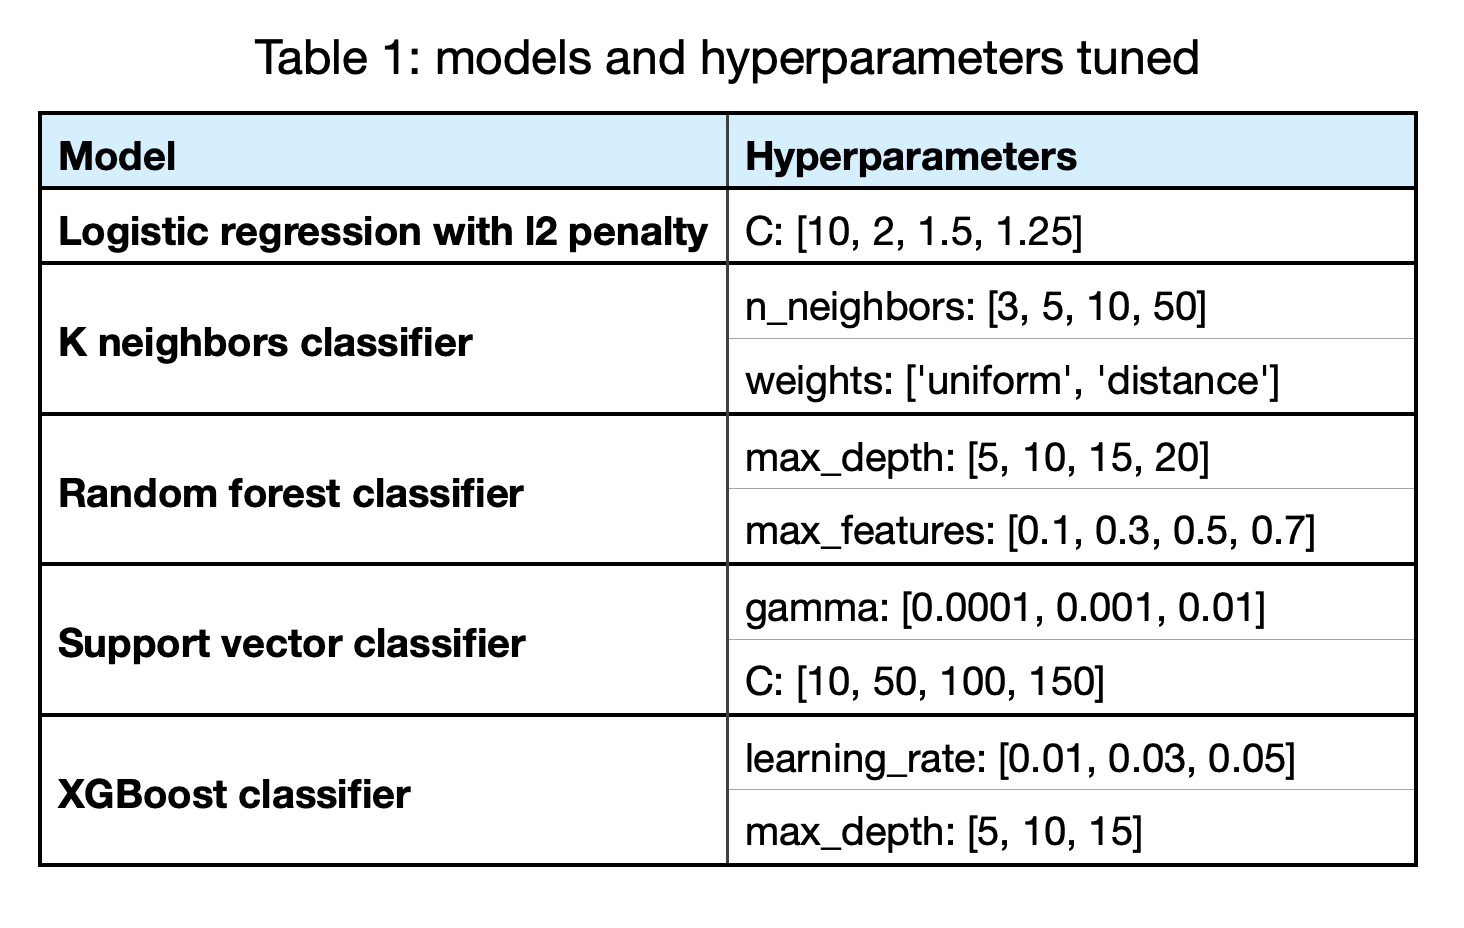 Table 1: models and hyperparameters tuned
Model Hyperparameters
Logistic regression with l2 penalty C: [10, 2, 1.5, 1.25]
K neighbors classifier
n_neighbors: [3, 5, 10, 50]
weights: ['uniform', 'distance']
Random forest classifier
max_depth: [5, 10, 15, 20]
max_features: [0.1, 0.3, 0.5, 0.7]
Support vector classifier
gamma: [0.0001, 0.001, 0.01]
C: [10, 50, 100, 150]
XGBoost classifier
learning_rate: [0.01, 0.03, 0.05]
max_depth: [5, 10, 15]